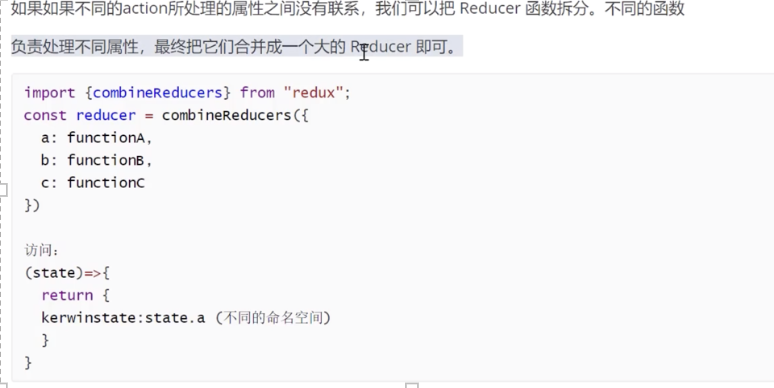 如果如果不同的action所处理的属性之间没有联系，我们可以把 Reducer 函数拆分。不同的函数
负责处理不同属性，最终把它们合并成一个大的 Reducer 即可。
import {combineReducers} from "redux";
const reducer = combineReducers({
  a: functionA,
  b: functionB,
  c: functionC
})
访问：
(state)=>{
  return {
  kerwinstate:state.a (不同的命名空间)
  }
}